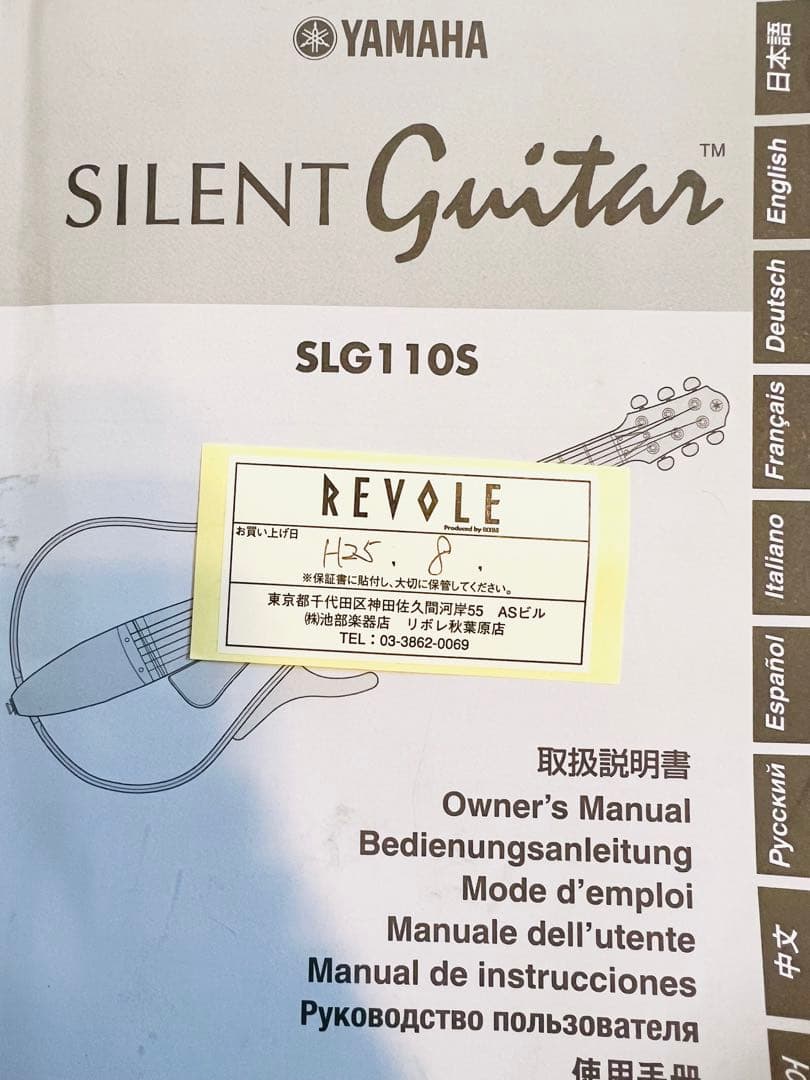 YAMAHA
SILENT Guitar™
SLG110S
REVOLE
Produced by IKEBE
お買い上げ日
H25. 8.
※保証書に貼付し、大切に保管してください。
東京都千代田区神田佐久間河岸55 ASビル
㈱池部楽器店 リボレ秋葉原店
TEL：03-3862-0069
取扱説明書
Owner's Manual
Bedienungsanleitung
Mode d'emploi
Manuale dell'utente
Manual de instrucciones
Руководство пользователя
使用手册
日本語
English
Deutsch
Français
Italiano
Español
Русский
中文